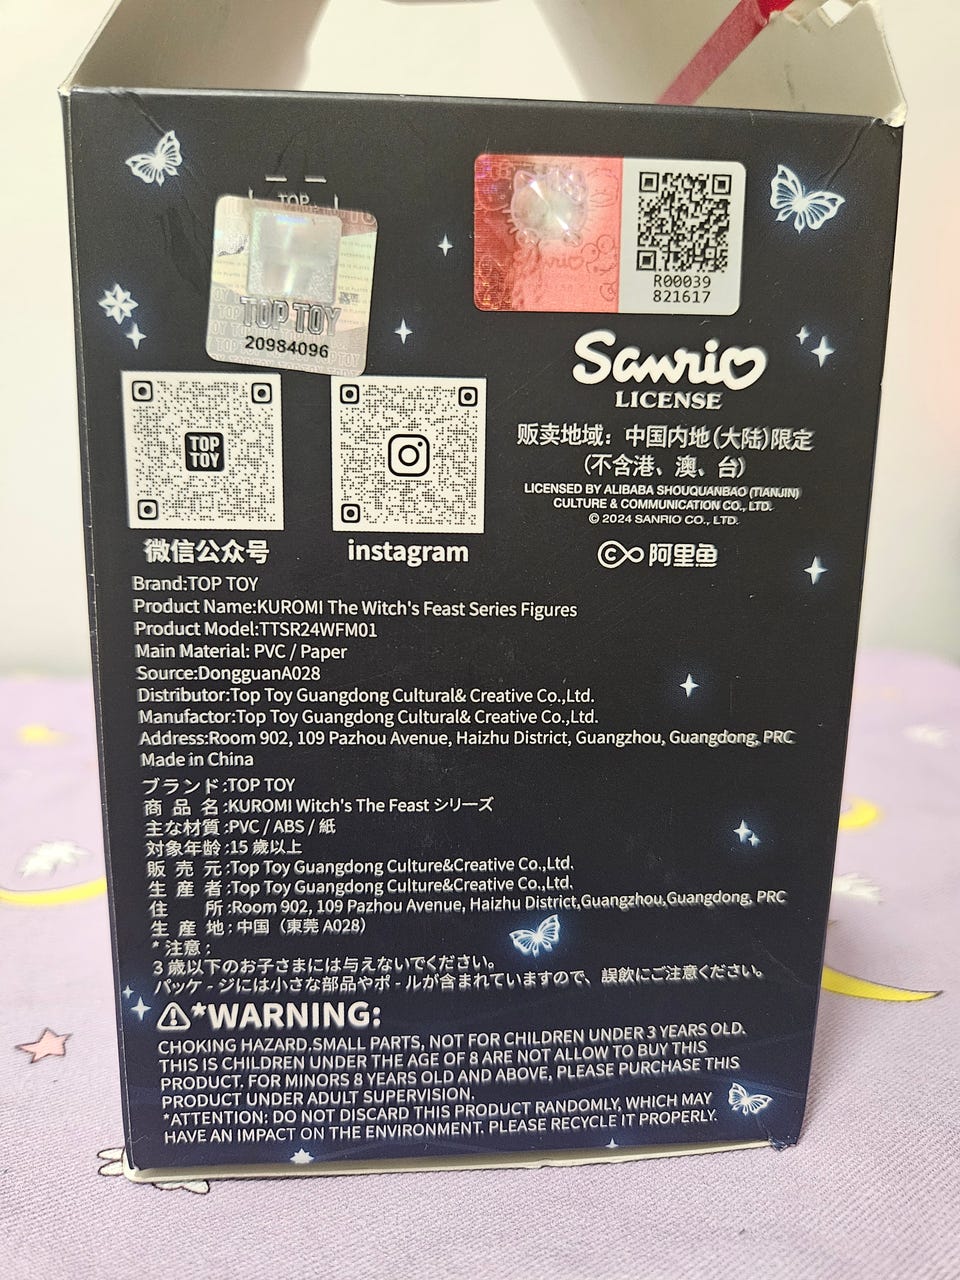 TOP TOY
20984096
R00039
821617
Sanrio
LICENSE
贩卖地域：中国内地(大陆)限定
(不含港、澳、台)
LICENSED BY ALIBABA SHOUQUANBAO (TIANJIN)
CULTURE & COMMUNICATION CO., LTD.
© 2024 SANRIO CO., LTD.
阿里鱼
TOP
TOY
微信公众号
instagram
Brand:TOP TOY
Product Name:KUROMI The Witch's Feast Series Figures
Product Model:TTSR24WFM01
Main Material: PVC / Paper
Source:DongguanA028
Distributor:Top Toy Guangdong Cultural& Creative Co.,Ltd.
Manufactor:Top Toy Guangdong Cultural& Creative Co.,Ltd.
Address:Room 902, 109 Pazhou Avenue, Haizhu District, Guangzhou, Guangdong, PRC
Made in China
ブランド:TOP TOY
商 品 名:KUROMI Witch's The Feast シリーズ
主な材質:PVC / ABS / 紙
対象年齢:15 歳以上
販 売 元:Top Toy Guangdong Culture&Creative Co.,Ltd.
生 産 者:Top Toy Guangdong Culture&Creative Co.,Ltd.
住 所:Room 902, 109 Pazhou Avenue, Haizhu District,Guangzhou,Guangdong, PRC
生 産 地:中国（東莞 A028）
* 注意:
3 歳以下のお子さまには与えないでください。
パッケ - ジには小さな部品やボ - ルが含まれていますので、誤飲にご注意ください。
⚠*WARNING:
CHOKING HAZARD,SMALL PARTS, NOT FOR CHILDREN UNDER 3 YEARS OLD.
THIS IS CHILDREN UNDER THE AGE OF 8 ARE NOT ALLOW TO BUY THIS
PRODUCT. FOR MINORS 8 YEARS OLD AND ABOVE, PLEASE PURCHASE THIS
PRODUCT UNDER ADULT SUPERVISION.
*ATTENTION: DO NOT DISCARD THIS PRODUCT RANDOMLY, WHICH MAY
HAVE AN IMPACT ON THE ENVIRONMENT. PLEASE RECYCLE IT PROPERLY.